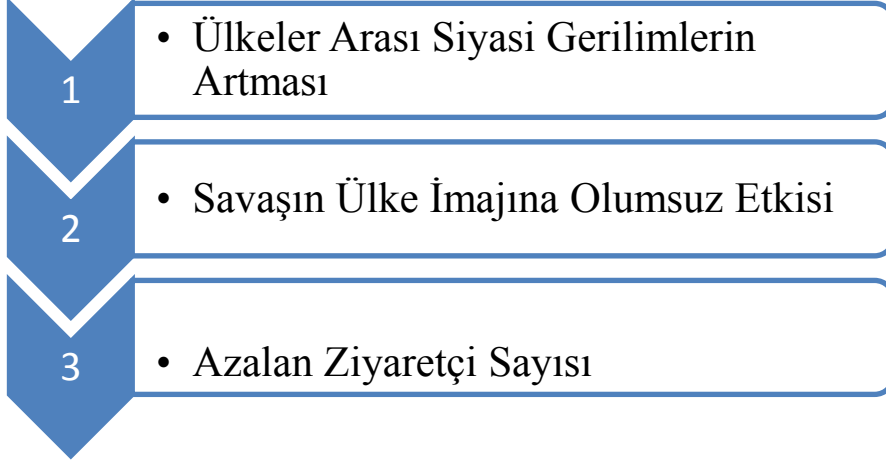 1
• Ülkeler Arası Siyasi Gerilimlerin
Artması
2
• Savaşın Ülke İmajına Olumsuz Etkisi
3
• Azalan Ziyaretçi Sayısı